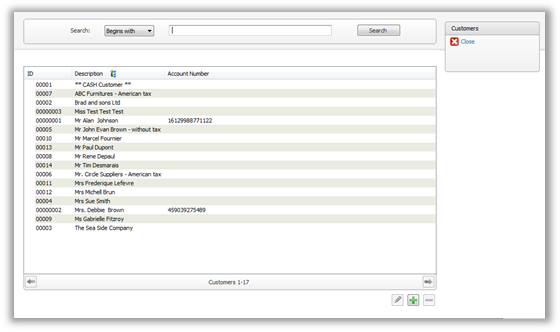 Search: Begins with Search
Customers
Close
ID Description Account Number
00001 ** CASH Customer **
00007 ABC Furnitures - American tax
00002 Brad and sons Ltd
00000003 Miss Test Test Test
00000001 Mr Alan Johnson 16129988771122
00005 Mr John Evan Brown - without tax
00010 Mr Marcel Fournier
00013 Mr Paul Dupont
00008 Mr Rene Depaul
00014 Mr Tim Desmarais
00006 Mr. Circle Suppliers - American tax
00011 Mrs Frederique Lefevre
00012 Mrs Michell Brun
00004 Mrs Sue Smith
00000002 Mrs. Debbie Brown 459039275489
00009 Ms Gabrielle Fitzroy
00003 The Sea Side Company
Customers 1-17